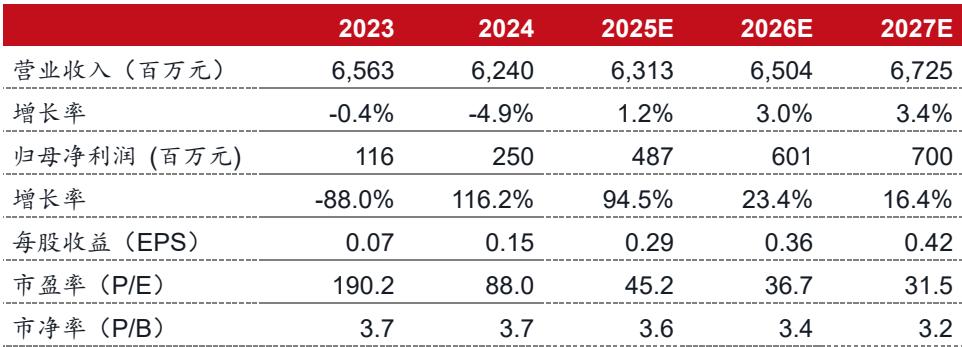 2023 2024 2025E 2026E 2027E
营业收入（百万元） 6,563 6,240 6,313 6,504 6,725
增长率 -0.4% -4.9% 1.2% 3.0% 3.4%
归母净利润 (百万元) 116 250 487 601 700
增长率 -88.0% 116.2% 94.5% 23.4% 16.4%
每股收益（EPS） 0.07 0.15 0.29 0.36 0.42
市盈率（P/E） 190.2 88.0 45.2 36.7 31.5
市净率（P/B） 3.7 3.7 3.6 3.4 3.2